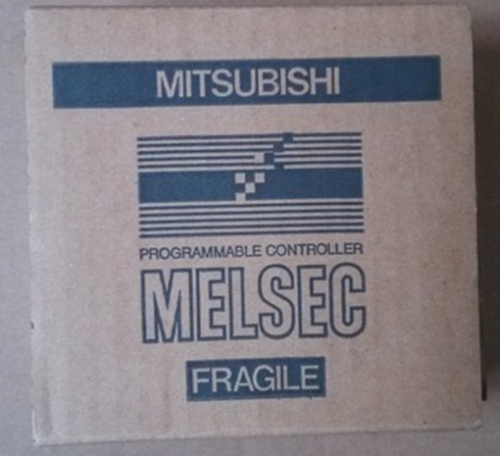 MITSUBISHI
PROGRAMMABLE CONTROLLER
MELSEC
FRAGILE